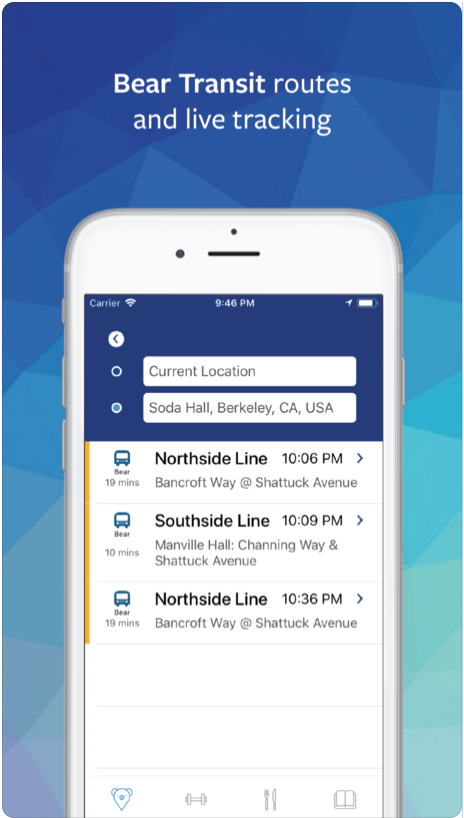 Bear Transit routes
and live tracking
Carrier 9:46 PM
Current Location
Soda Hall, Berkeley, CA, USA
Northside Line 10:06 PM
Bear
19 mins Bancroft Way @ Shattuck Avenue
Southside Line 10:09 PM
Bear
10 mins Manville Hall: Channing Way &
Shattuck Avenue
Northside Line 10:36 PM
Bear
19 mins Bancroft Way @ Shattuck Avenue